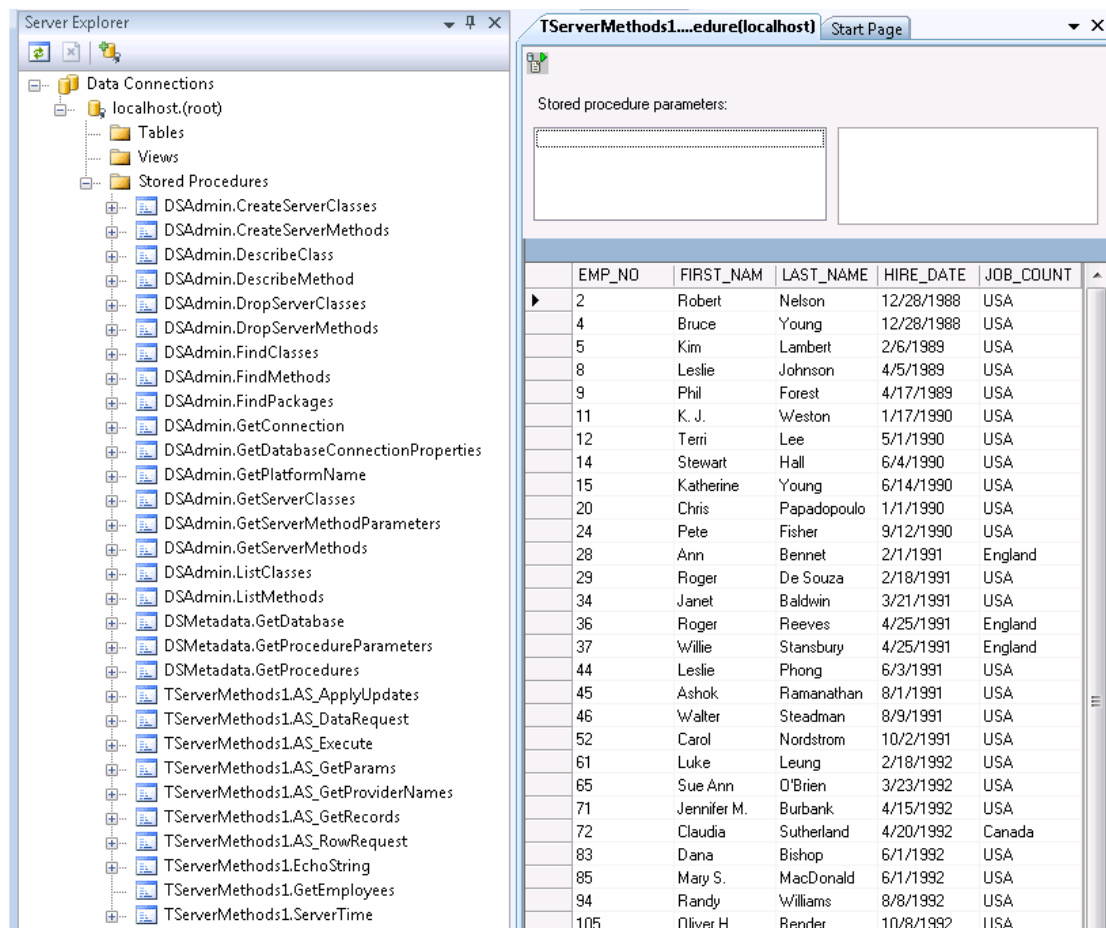 Server Explorer
Data Connections
localhost.(root)
Tables
Views
Stored Procedures
DSAdmin.CreateServerClasses
DSAdmin.CreateServerMethods
DSAdmin.DescribeClass
DSAdmin.DescribeMethod
DSAdmin.DropServerClasses
DSAdmin.DropServerMethods
DSAdmin.FindClasses
DSAdmin.FindMethods
DSAdmin.FindPackages
DSAdmin.GetConnection
DSAdmin.GetDatabaseConnectionProperties
DSAdmin.GetPlatformName
DSAdmin.GetServerClasses
DSAdmin.GetServerMethodParameters
DSAdmin.GetServerMethods
DSAdmin.ListClasses
DSAdmin.ListMethods
DSMetadata.GetDatabase
DSMetadata.GetProcedureParameters
DSMetadata.GetProcedures
TServerMethods1.AS_ApplyUpdates
TServerMethods1.AS_DataRequest
TServerMethods1.AS_Execute
TServerMethods1.AS_GetParams
TServerMethods1.AS_GetProviderNames
TServerMethods1.AS_GetRecords
TServerMethods1.AS_RowRequest
TServerMethods1.EchoString
TServerMethods1.GetEmployees
TServerMethods1.ServerTime
TServerMethods1....edure(localhost) Start Page
Stored procedure parameters:
EMP_NO FIRST_NAM LAST_NAME HIRE_DATE JOB_COUNT
2 Robert Nelson 12/28/1988 USA
4 Bruce Young 12/28/1988 USA
5 Kim Lambert 2/6/1989 USA
8 Leslie Johnson 4/5/1989 USA
9 Phil Forest 4/17/1989 USA
11 K. J. Weston 1/17/1990 USA
12 Terri Lee 5/1/1990 USA
14 Stewart Hall 6/4/1990 USA
15 Katherine Young 6/14/1990 USA
20 Chris Papadopoulo 1/1/1990 USA
24 Pete Fisher 9/12/1990 USA
28 Ann Bennet 2/1/1991 England
29 Roger De Souza 2/18/1991 USA
34 Janet Baldwin 3/21/1991 USA
36 Roger Reeves 4/25/1991 England
37 Willie Stansbury 4/25/1991 England
44 Leslie Phong 6/3/1991 USA
45 Ashok Ramanathan 8/1/1991 USA
46 Walter Steadman 8/9/1991 USA
52 Carol Nordstrom 10/2/1991 USA
61 Luke Leung 2/18/1992 USA
65 Sue Ann O'Brien 3/23/1992 USA
71 Jennifer M. Burbank 4/15/1992 USA
72 Claudia Sutherland 4/20/1992 Canada
83 Dana Bishop 6/1/1992 USA
85 Mary S. MacDonald 6/1/1992 USA
94 Randy Williams 8/8/1992 USA
105 Oliver H. Bender 10/8/1992 USA